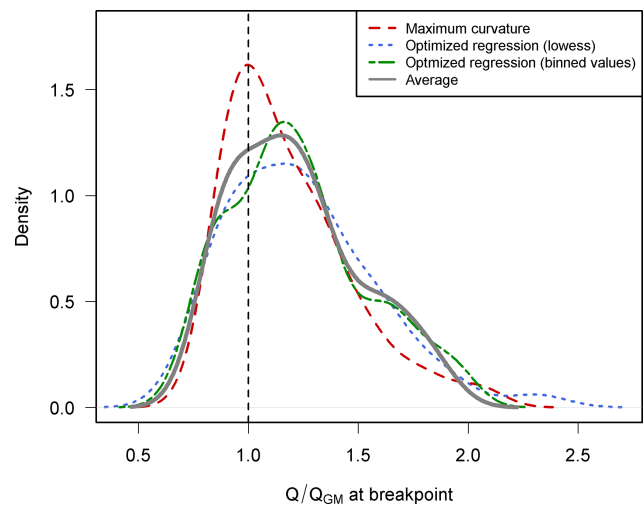 Maximum curvature
Optimized regression (lowess)
Optmized regression (binned values)
Average
1.5
1.0
0.5
0.0
Density
0.5 1.0 1.5 2.0 2.5
Q/QGM at breakpoint